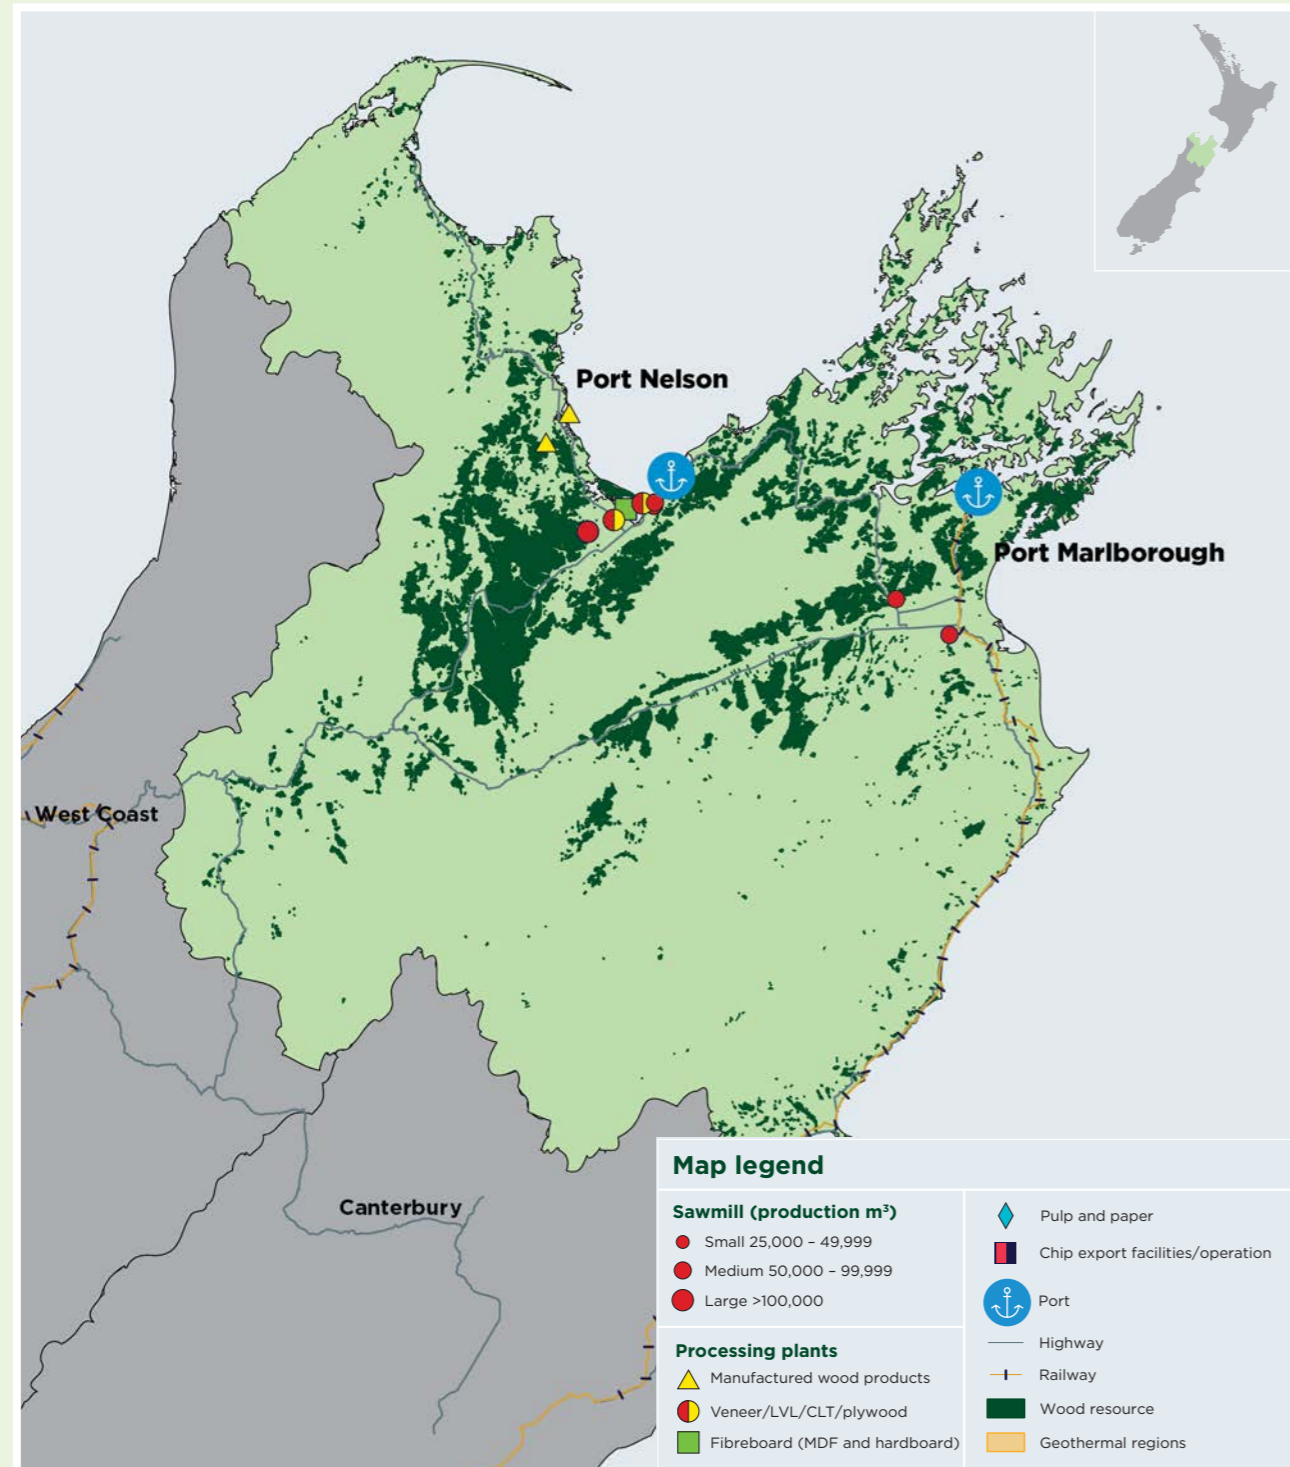 Port Nelson
Port Marlborough
West Coast
Canterbury
Map legend
Sawmill (production m³)
Small 25,000 – 49,999
Medium 50,000 – 99,999
Large >100,000
Processing plants
Manufactured wood products
Veneer/LVL/CLT/plywood
Fibreboard (MDF and hardboard)
Pulp and paper
Chip export facilities/operation
Port
Highway
Railway
Wood resource
Geothermal regions